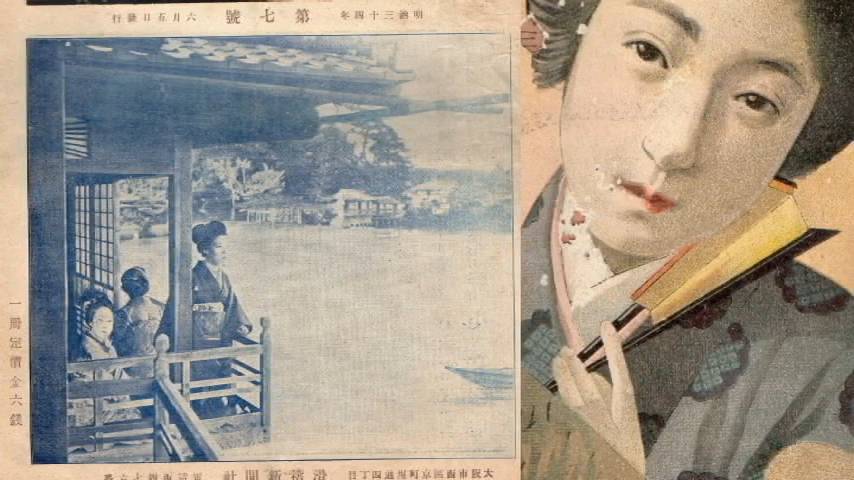 明治三十四年 第七號 六月五日發行
一冊定價金六錢
大阪市西區京町堀通四丁目 滑稽新聞社